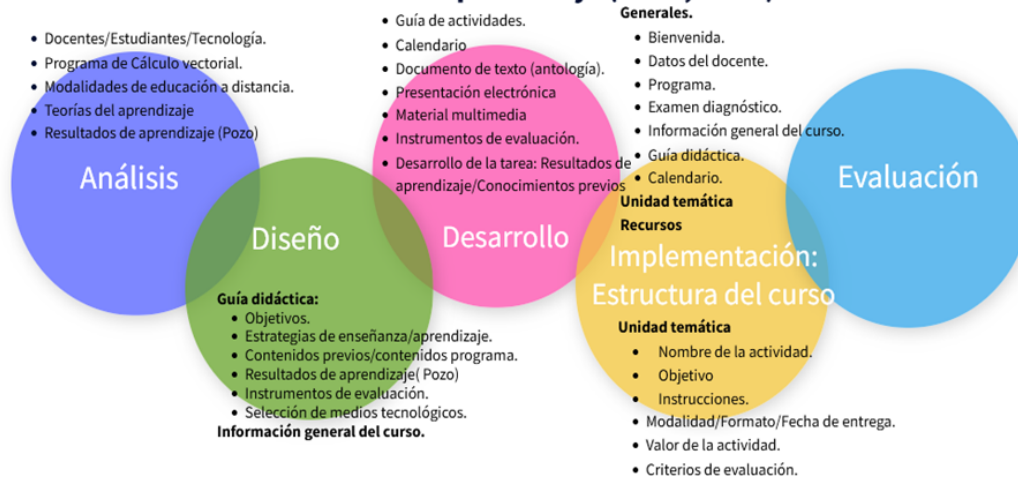 • Docentes/Estudiantes/Tecnología.
• Programa de Cálculo vectorial.
• Modalidades de educación a distancia.
• Teorías del aprendizaje
• Resultados de aprendizaje (Pozo)
Análisis
Diseño
Guía didáctica:
• Objetivos.
• Estrategias de enseñanza/aprendizaje.
• Contenidos previos/contenidos programa.
• Resultados de aprendizaje( Pozo)
• Instrumentos de evaluación.
• Selección de medios tecnológicos.
Información general del curso.
• Guía de actividades.
• Calendario
• Documento de texto (antología).
• Presentación electrónica
• Material multimedia
• Instrumentos de evaluación.
• Desarrollo de la tarea: Resultados de
aprendizaje/Conocimientos previos
Desarrollo
Generales.
• Bienvenida.
• Datos del docente.
• Programa.
• Examen diagnóstico.
• Información general del curso.
• Guía didáctica.
• Calendario.
Unidad temática
Recursos
Implementación:
Estructura del curso
Unidad temática
• Nombre de la actividad.
• Objetivo
• Instrucciones.
• Modalidad/Formato/Fecha de entrega.
• Valor de la actividad.
• Criterios de evaluación.
Evaluación